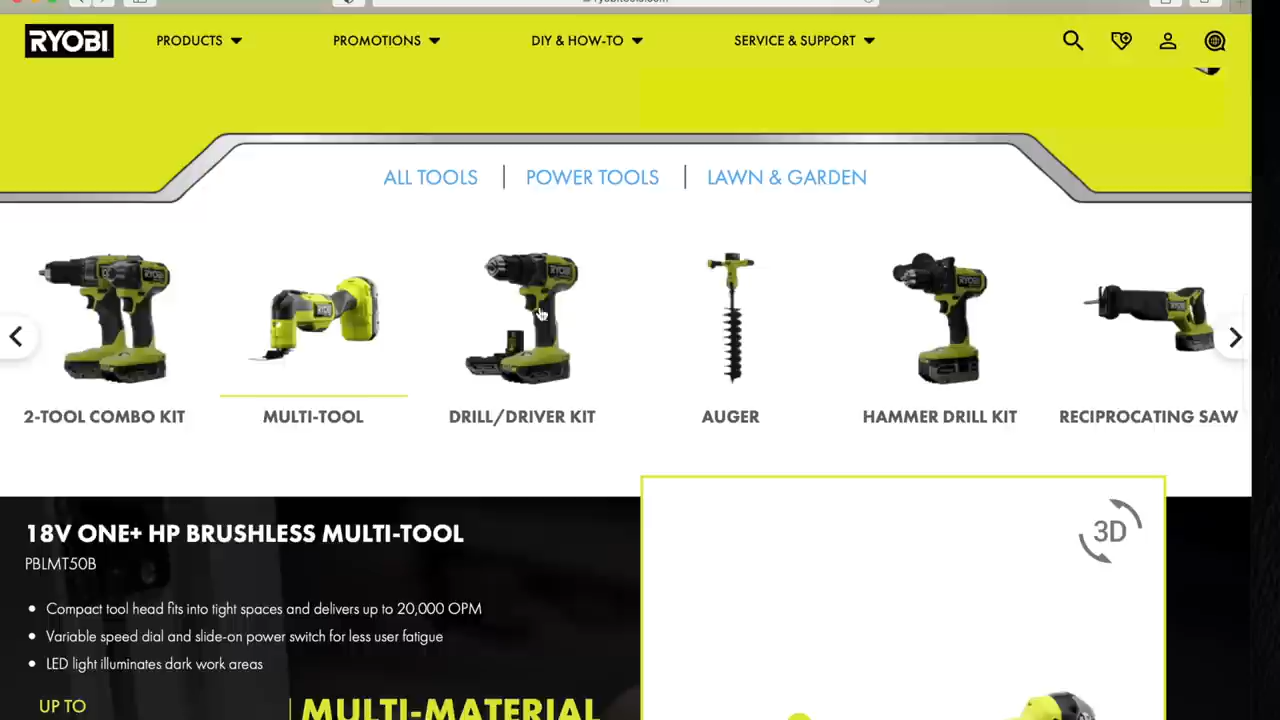 RYOBI
PRODUCTS
PROMOTIONS
DIY & HOW-TO
SERVICE & SUPPORT
ALL TOOLS
POWER TOOLS
LAWN & GARDEN
2-TOOL COMBO KIT
MULTI-TOOL
DRILL/DRIVER KIT
AUGER
HAMMER DRILL KIT
RECIPROCATING SAW
18V ONE+ HP BRUSHLESS MULTI-TOOL
PBLMT50B
3D
• Compact tool head fits into tight spaces and delivers up to 20,000 OPM
• Variable speed dial and slide-on power switch for less user fatigue
• LED light illuminates dark work areas
UP TO
MULTI-MATERIAL